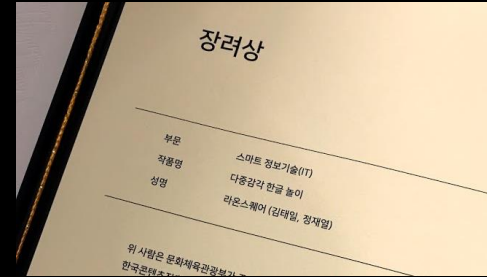 장려상
부문 스마트 정보기술(IT)
작품명 다중감각 한글 놀이
성명 라온스퀘어 (김태일, 정재열)
위 사람은 문화체육관광부가